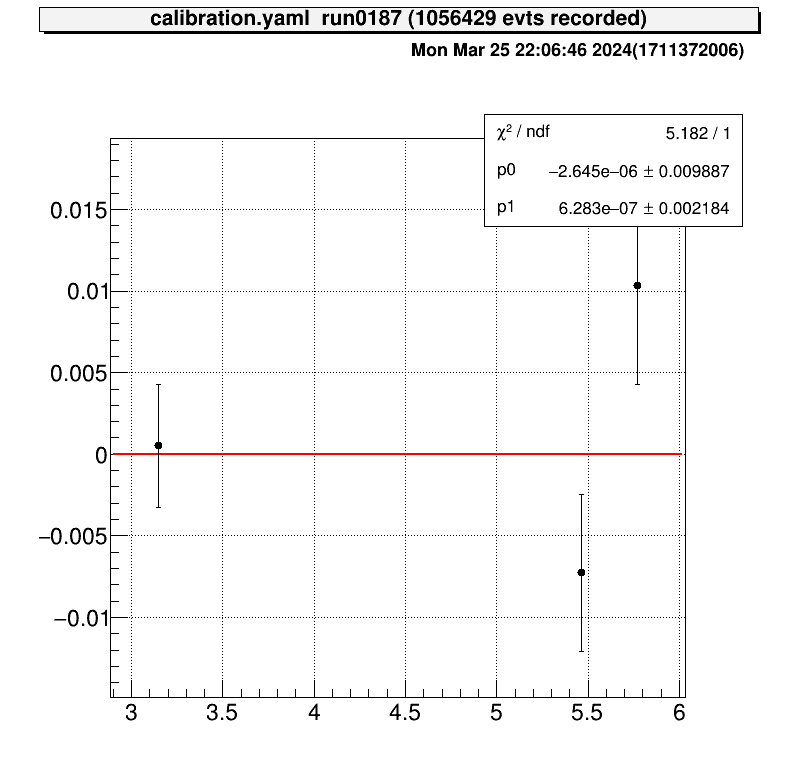 calibration.yaml run0187 (1056429 evts recorded)
Mon Mar 25 22:06:46 2024(1711372006)
χ² / ndf 5.182 / 1
p0 −2.645e−06 ± 0.009887
p1 6.283e−07 ± 0.002184
0.015
0.01
0.005
0
−0.005
−0.01
3 3.5 4 4.5 5 5.5 6